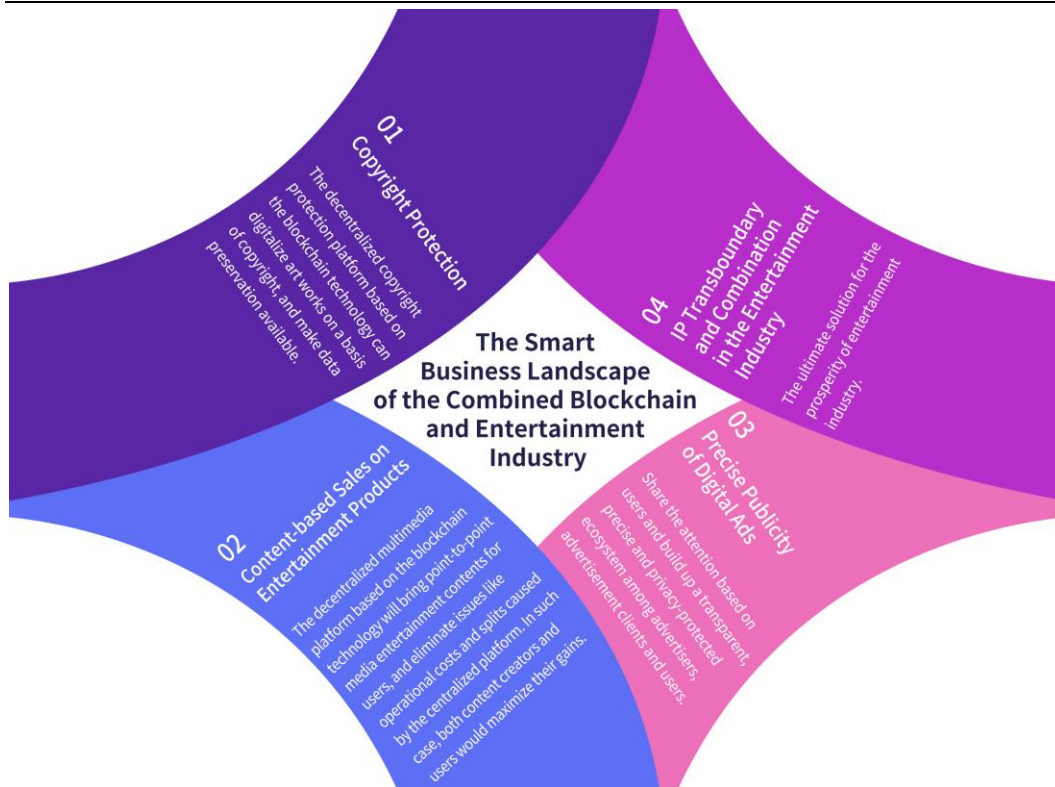 The Smart
Business Landscape
of the Combined Blockchain
and Entertainment
Industry
01
Copyright Protection
The decentralized copyright
protection platform based on
the blockchain technology can
digitalize art works on a basis
of copyright, and make data
preservation available.
02
Content-based Sales on
Entertainment Products
The decentralized multimedia
platform based on the blockchain
technology will bring point-to-point
media entertainment contents for
users, and eliminate issues like
operational costs and splits caused
by the centralized platform. In such
case, both content creators and
users would maximize their gains.
03
Precise Publicity
of Digital Ads
Share the attention based on
users and build up a transparent,
precise and privacy-protected
ecosystem among advertisers,
advertisement clients and users.
04
IP Transboundary
and Combination
in the Entertainment
Industry
The ultimate solution for the
prosperity of entertainment
industry.